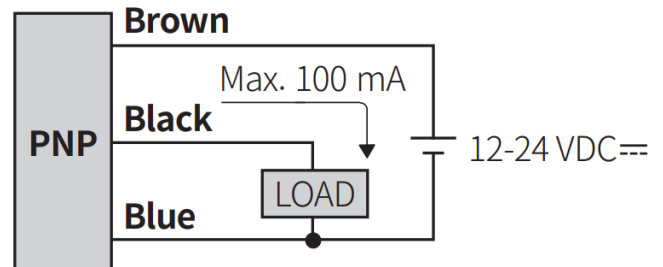 Brown
Max. 100 mA
Black
PNP
12-24 VDC⎓
LOAD
Blue